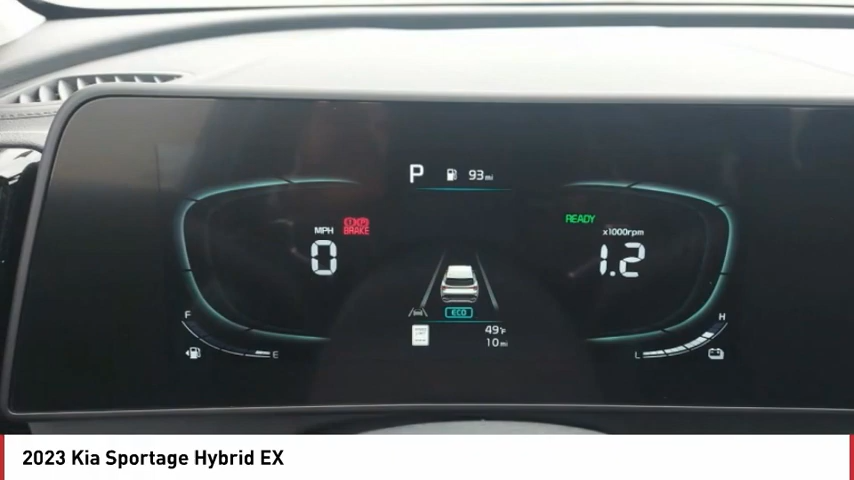 P 93mi
MPH
BRAKE
0
READY
x1000rpm
1.2
ECO
49°F
10mi
F
E
H
L
2023 Kia Sportage Hybrid EX